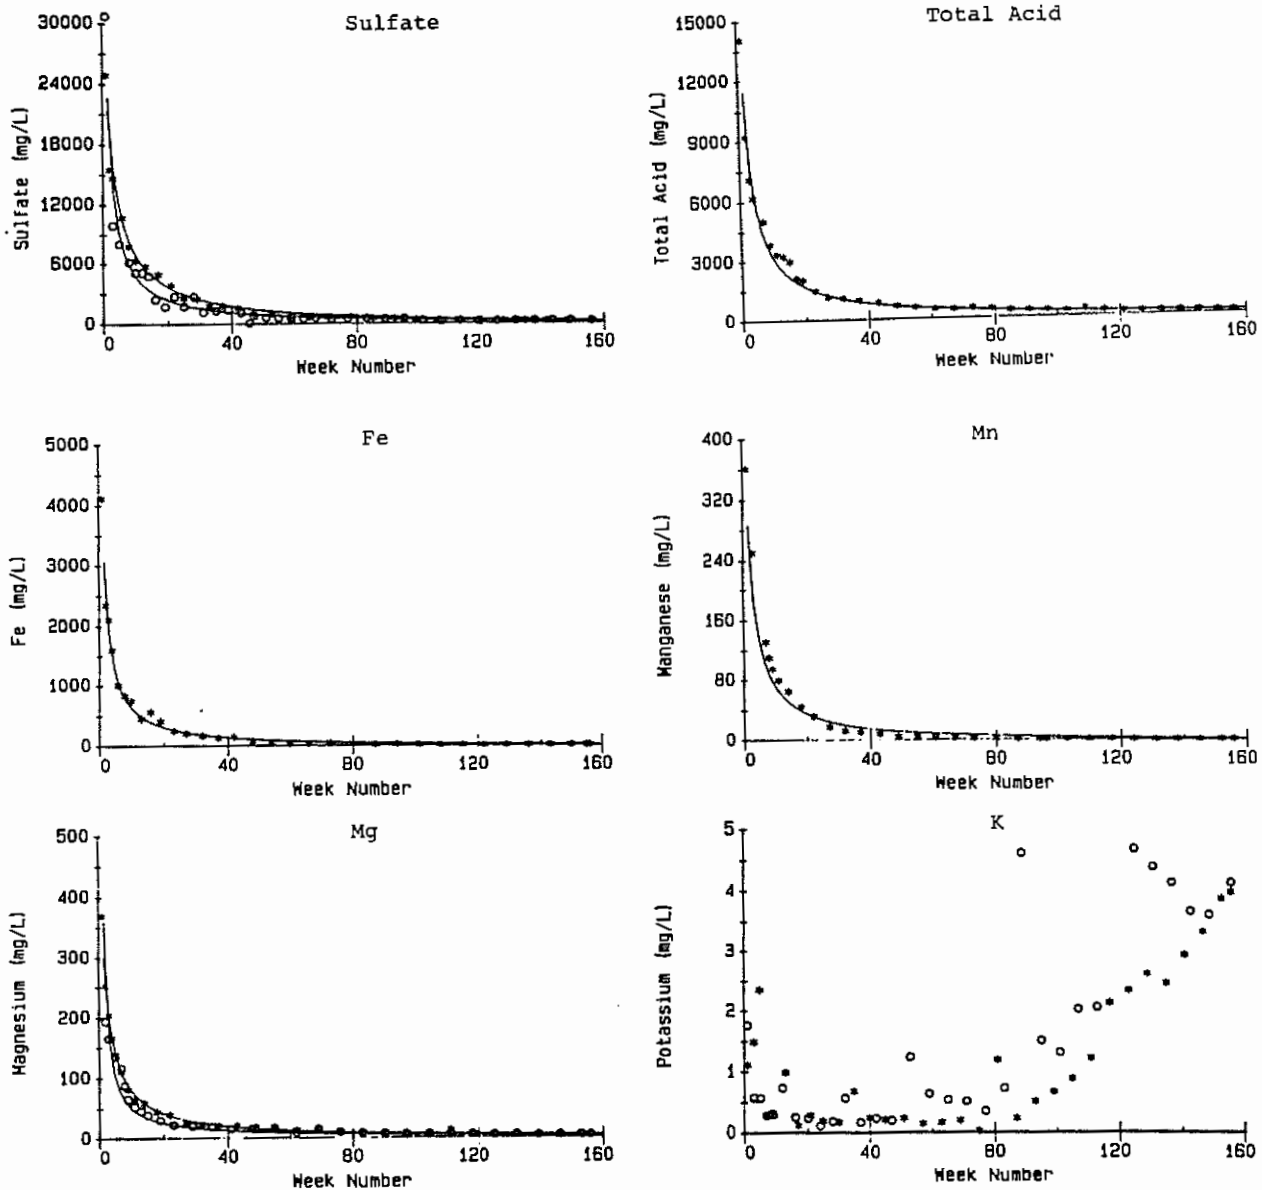 Sulfate
30000
24000
18000
12000
6000
0
Sulfate (mg/L)
0 40 80 120 160
Week Number
Total Acid
15000
12000
9000
6000
3000
0
Total Acid (mg/L)
0 40 80 120 160
Week Number
Fe
5000
4000
3000
2000
1000
0
Fe (mg/L)
0 40 80 120 160
Week Number
Mn
400
320
240
160
80
0
Manganese (mg/L)
0 40 80 120 160
Week Number
Mg
500
400
300
200
100
0
Magnesium (mg/L)
0 40 80 120 160
Week Number
K
5
4
3
2
1
0
Potassium (mg/L)
0 40 80 120 160
Week Number